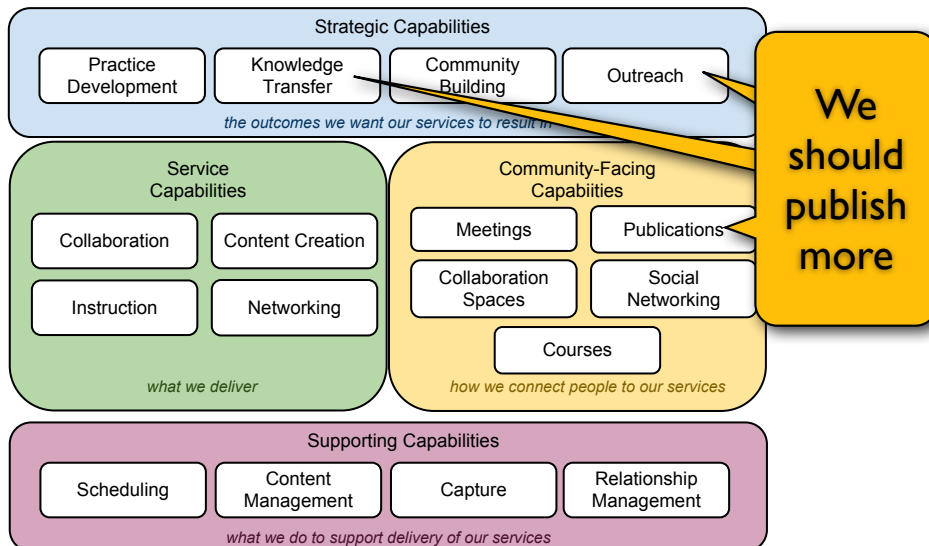 Strategic Capabilities
Practice
Development
Knowledge
Transfer
Community
Building
Outreach
the outcomes we want our services to result in
We
should
publish
more
Service
Capabilities
Collaboration
Content Creation
Instruction
Networking
what we deliver
Community-Facing
Capabiities
Meetings
Publications
Collaboration
Spaces
Social
Networking
Courses
how we connect people to our services
Supporting Capabilities
Scheduling
Content
Management
Capture
Relationship
Management
what we do to support delivery of our services